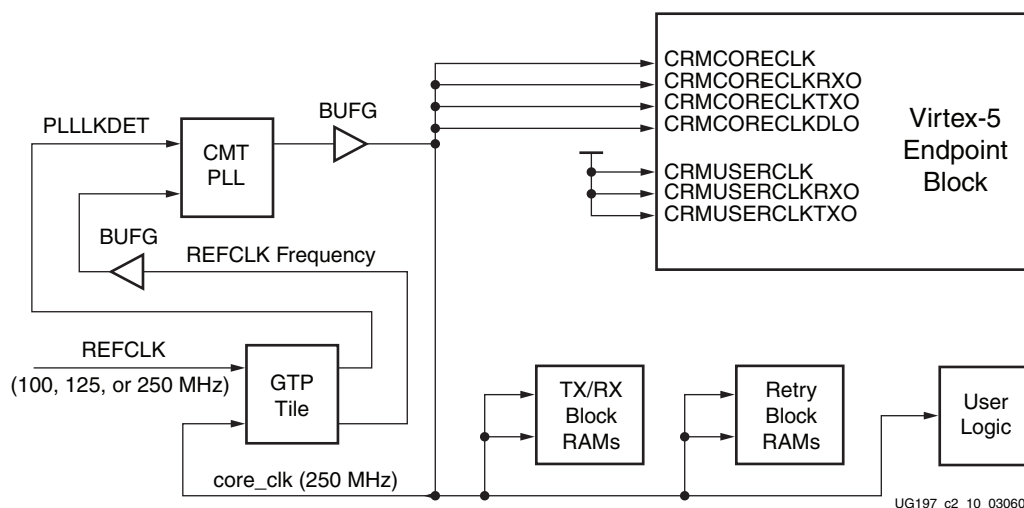 CRMCORECLK
CRMCORECLKRXO
CRMCORECLKTXO
CRMCORECLKDLO
CRMUSERCLK
CRMUSERCLKRXO
CRMUSERCLKTXO
Virtex-5
Endpoint
Block
BUFG
PLLLKDET
CMT
PLL
BUFG
REFCLK Frequency
REFCLK
(100, 125, or 250 MHz)
GTP
Tile
core_clk (250 MHz)
TX/RX
Block
RAMs
Retry
Block
RAMs
User
Logic
UG197_c2_10_03060